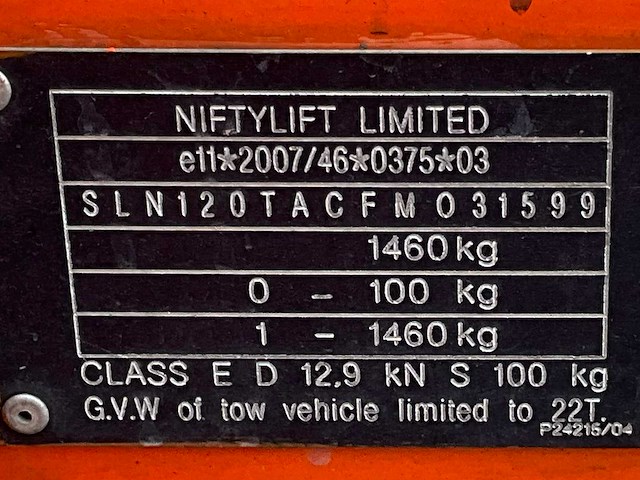 NIFTYLIFT LIMITED
e11*2007/46*0375*03
SLN120TACFM031599
1460 kg
0 - 100 kg
1 - 1460 kg
CLASS E D 12,9 kN S 100 kg
G.V.W of tow vehicle limited to 22T.
P24215/04